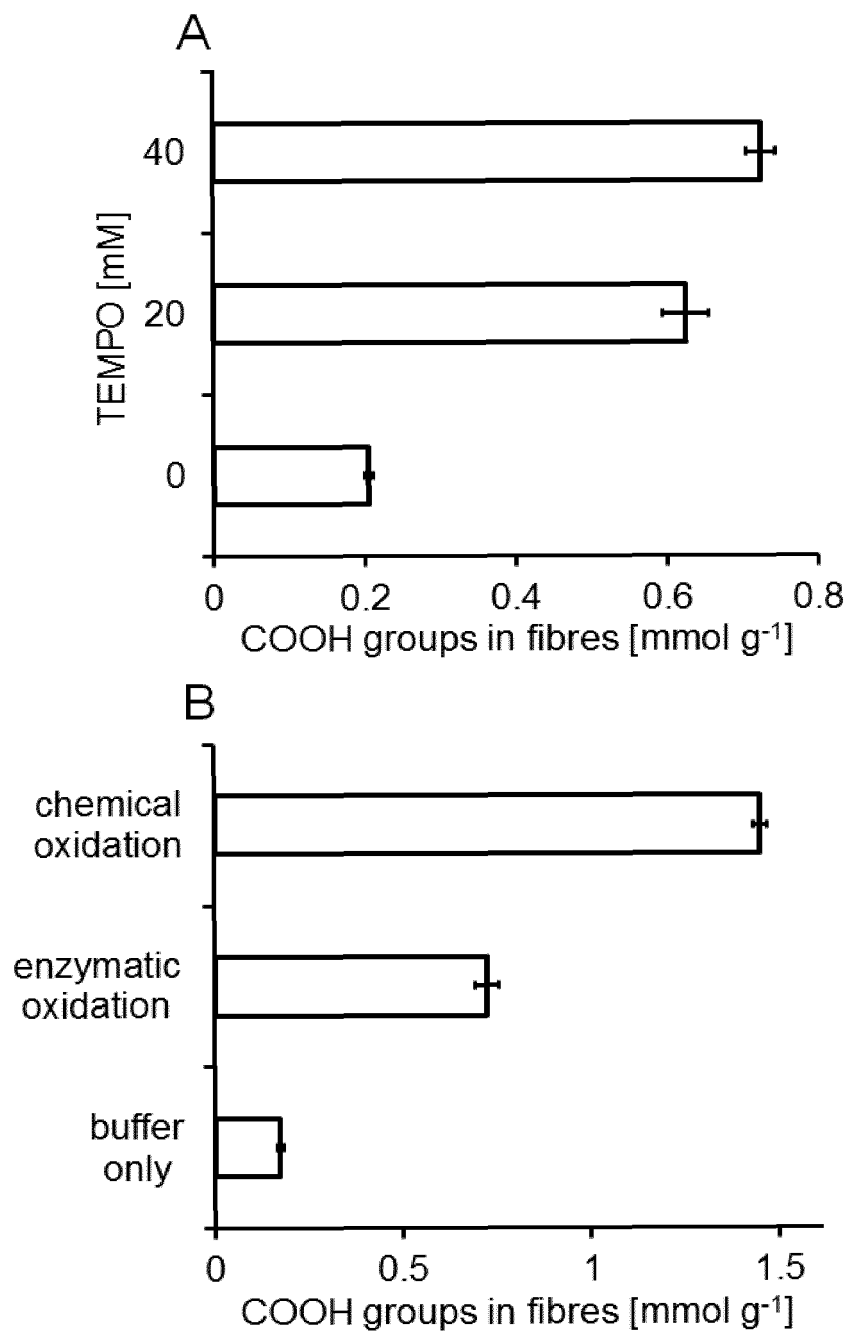 A
TEMPO [mM]
40
20
0
0 0.2 0.4 0.6 0.8
COOH groups in fibres [mmol g-1]
B
chemical
oxidation
enzymatic
oxidation
buffer
only
0 0.5 1 1.5
COOH groups in fibres [mmol g-1]